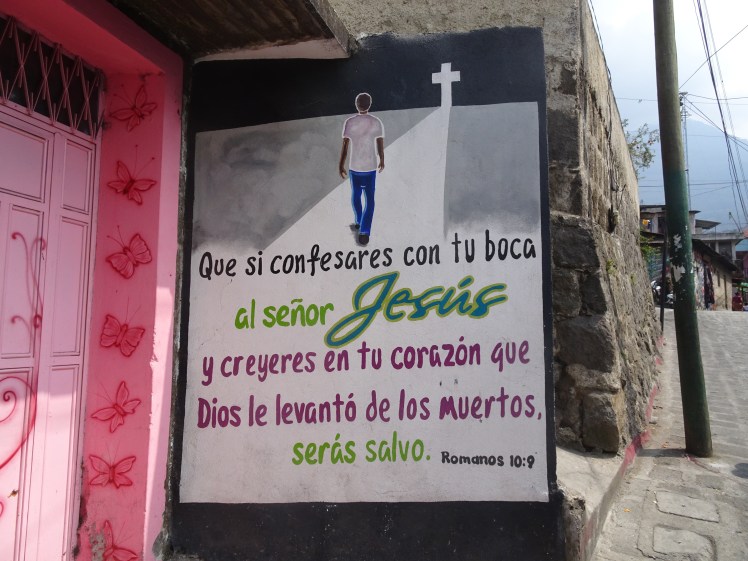 Que si confesares con tu boca
al señor Jesús
y creyeres en tu corazón que
Dios le levantó de los muertos,
serás salvo. Romanos 10:9